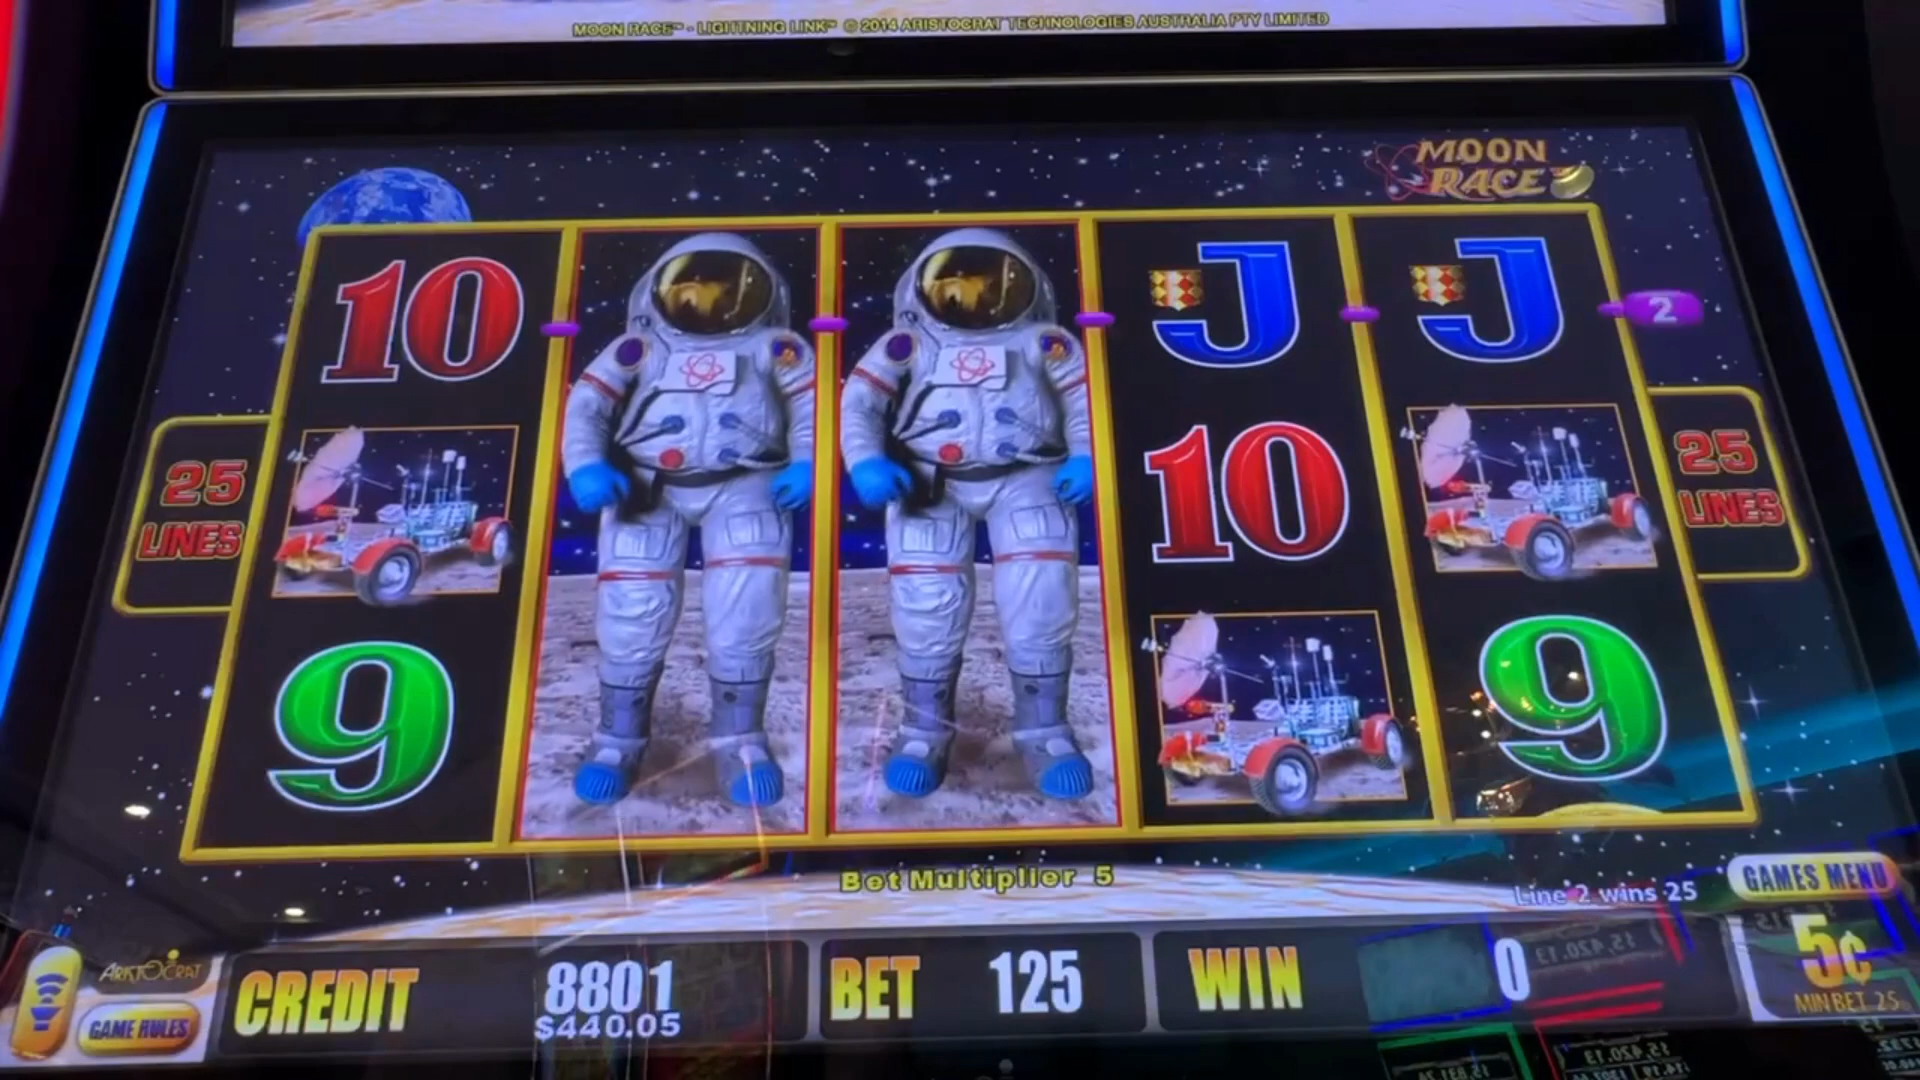 MOON RACE™ - LIGHTNING LINK™ © 2014 ARISTOCRAT TECHNOLOGIES AUSTRALIA PTY LIMITED
MOON
RACE
10
J
J
2
25
LINES
10
25
LINES
9
9
Bet Multiplier 5
Line 2 wins 25
GAMES MENU
ARISTOCRAT
GAME RULES
CREDIT
8801
$440.05
BET
125
WIN
0
5¢
MIN BET 25